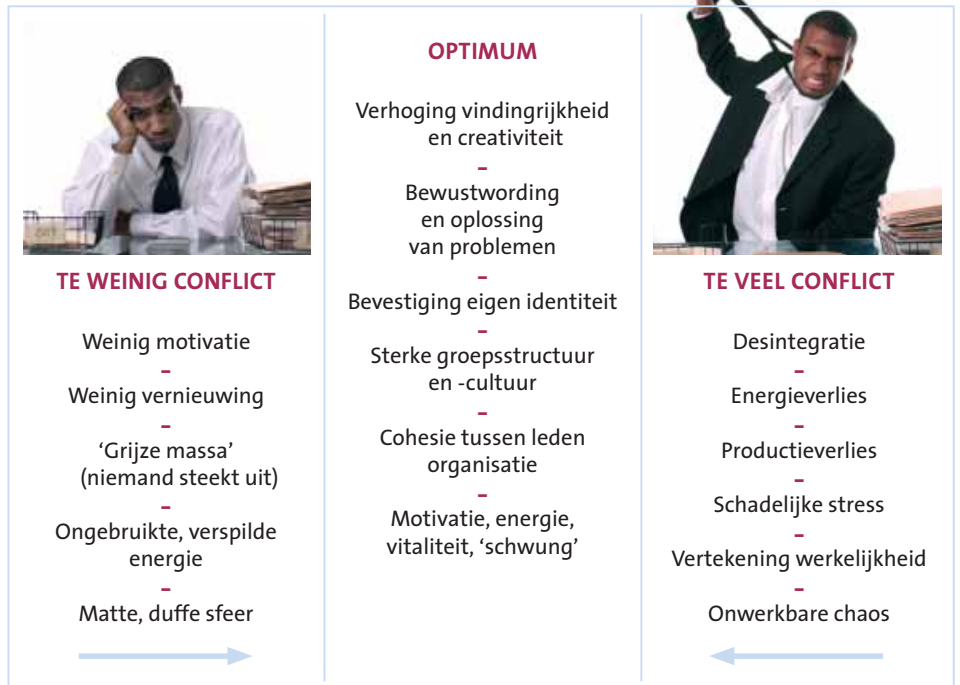 TE WEINIG CONFLICT
Weinig motivatie
–
Weinig vernieuwing
–
‘Grijze massa’
(niemand steekt uit)
–
Ongebruikte, verspilde
energie
–
Matte, duffe sfeer
OPTIMUM
Verhoging vindingrijkheid
en creativiteit
–
Bewustwording
en oplossing
van problemen
–
Bevestiging eigen identiteit
–
Sterke groepsstructuur
en -cultuur
–
Cohesie tussen leden
organisatie
–
Motivatie, energie,
vitaliteit, ‘schwung’
TE VEEL CONFLICT
Desintegratie
–
Energieverlies
–
Productieverlies
–
Schadelijke stress
–
Vertekening werkelijkheid
–
Onwerkbare chaos